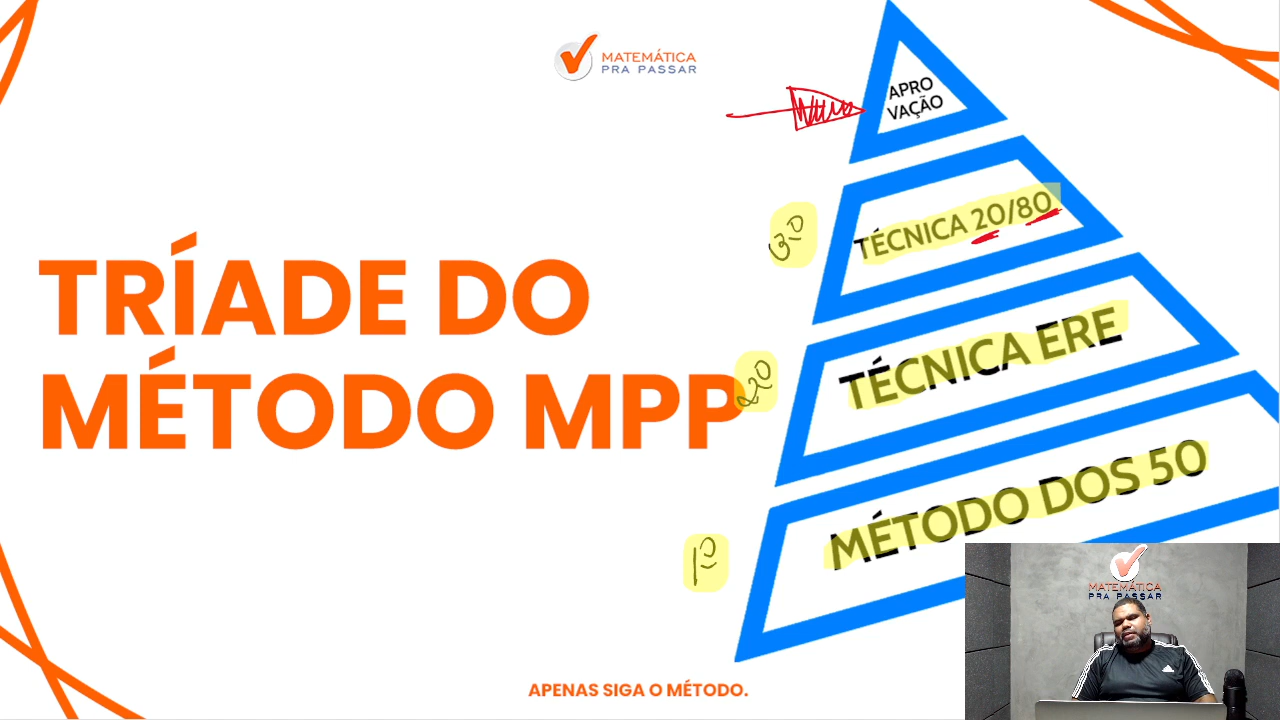 MATEMÁTICA
PRA PASSAR
APRO
VAÇÃO
3º
TÉCNICA 20/80
TRÍADE DO
MÉTODO MPP
2º
TÉCNICA ERE
1º
MÉTODO DOS 50
MATEMÁTICA
PRA PASSAR
APENAS SIGA O MÉTODO.